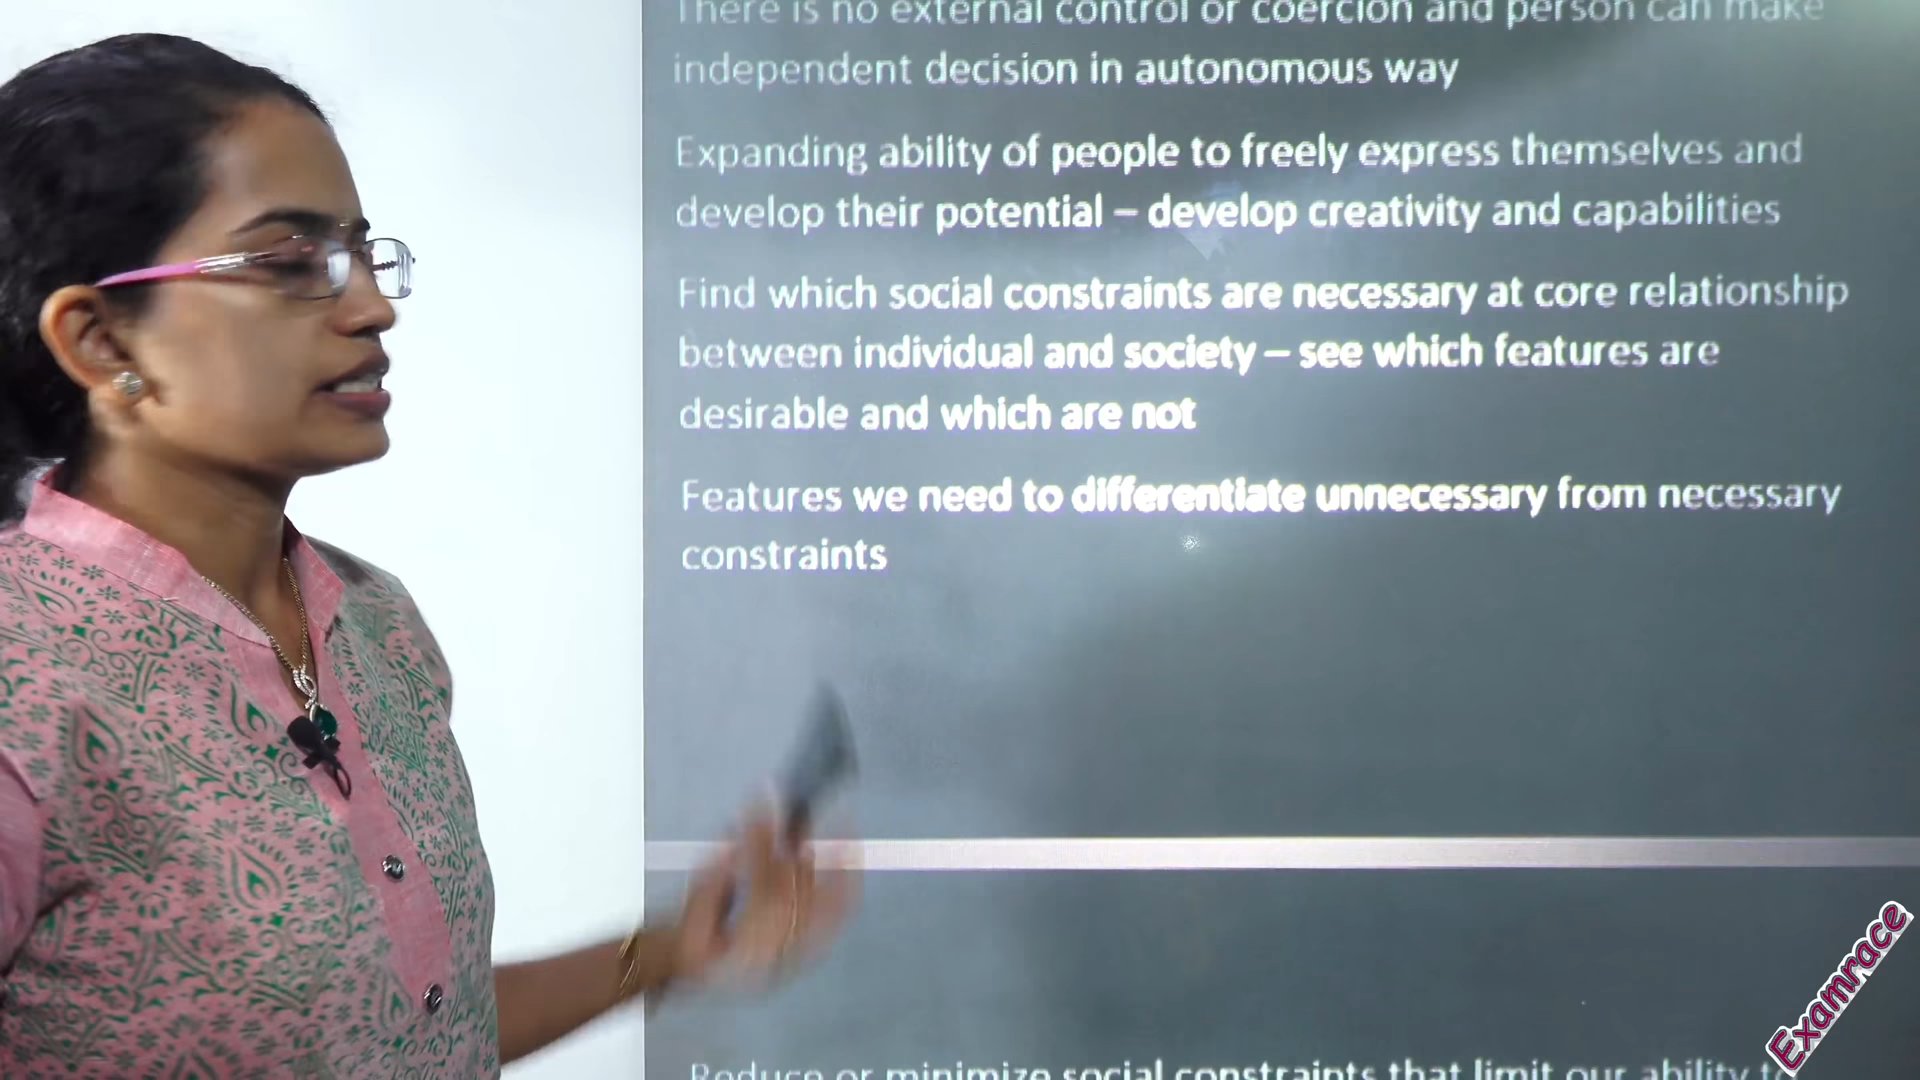 There is no external control or coercion and person can make
independent decision in autonomous way
Expanding ability of people to freely express themselves and
develop their potential – develop creativity and capabilities
Find which social constraints are necessary at core relationship
between individual and society – see which features are
desirable and which are not
Features we need to differentiate unnecessary from necessary
constraints
Reduce or minimize social constraints that limit our ability to
Examrace